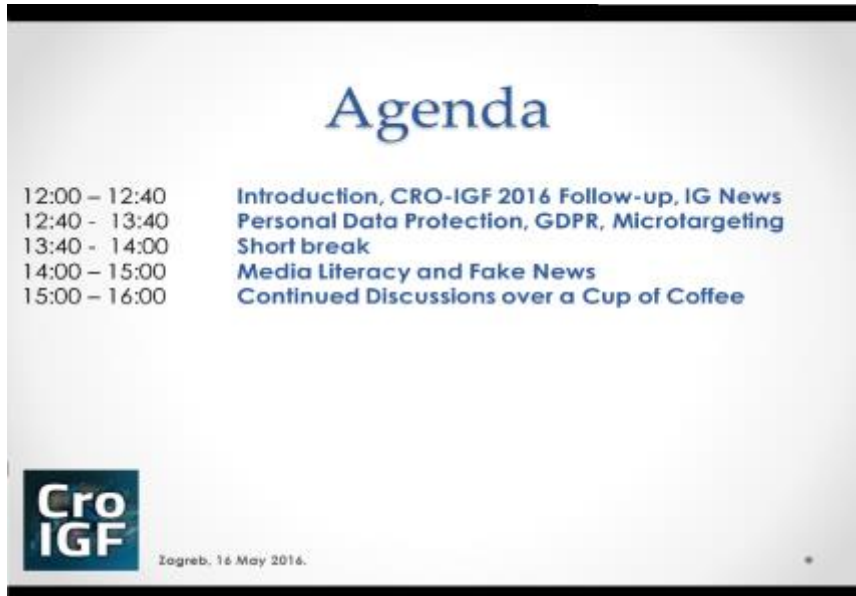 Agenda
12:00 – 12:40 Introduction, CRO-IGF 2016 Follow-up, IG News
12:40 - 13:40 Personal Data Protection, GDPR, Microtargeting
13:40 - 14:00 Short break
14:00 – 15:00 Media Literacy and Fake News
15:00 – 16:00 Continued Discussions over a Cup of Coffee
Cro
IGF
Zagreb, 16 May 2016.